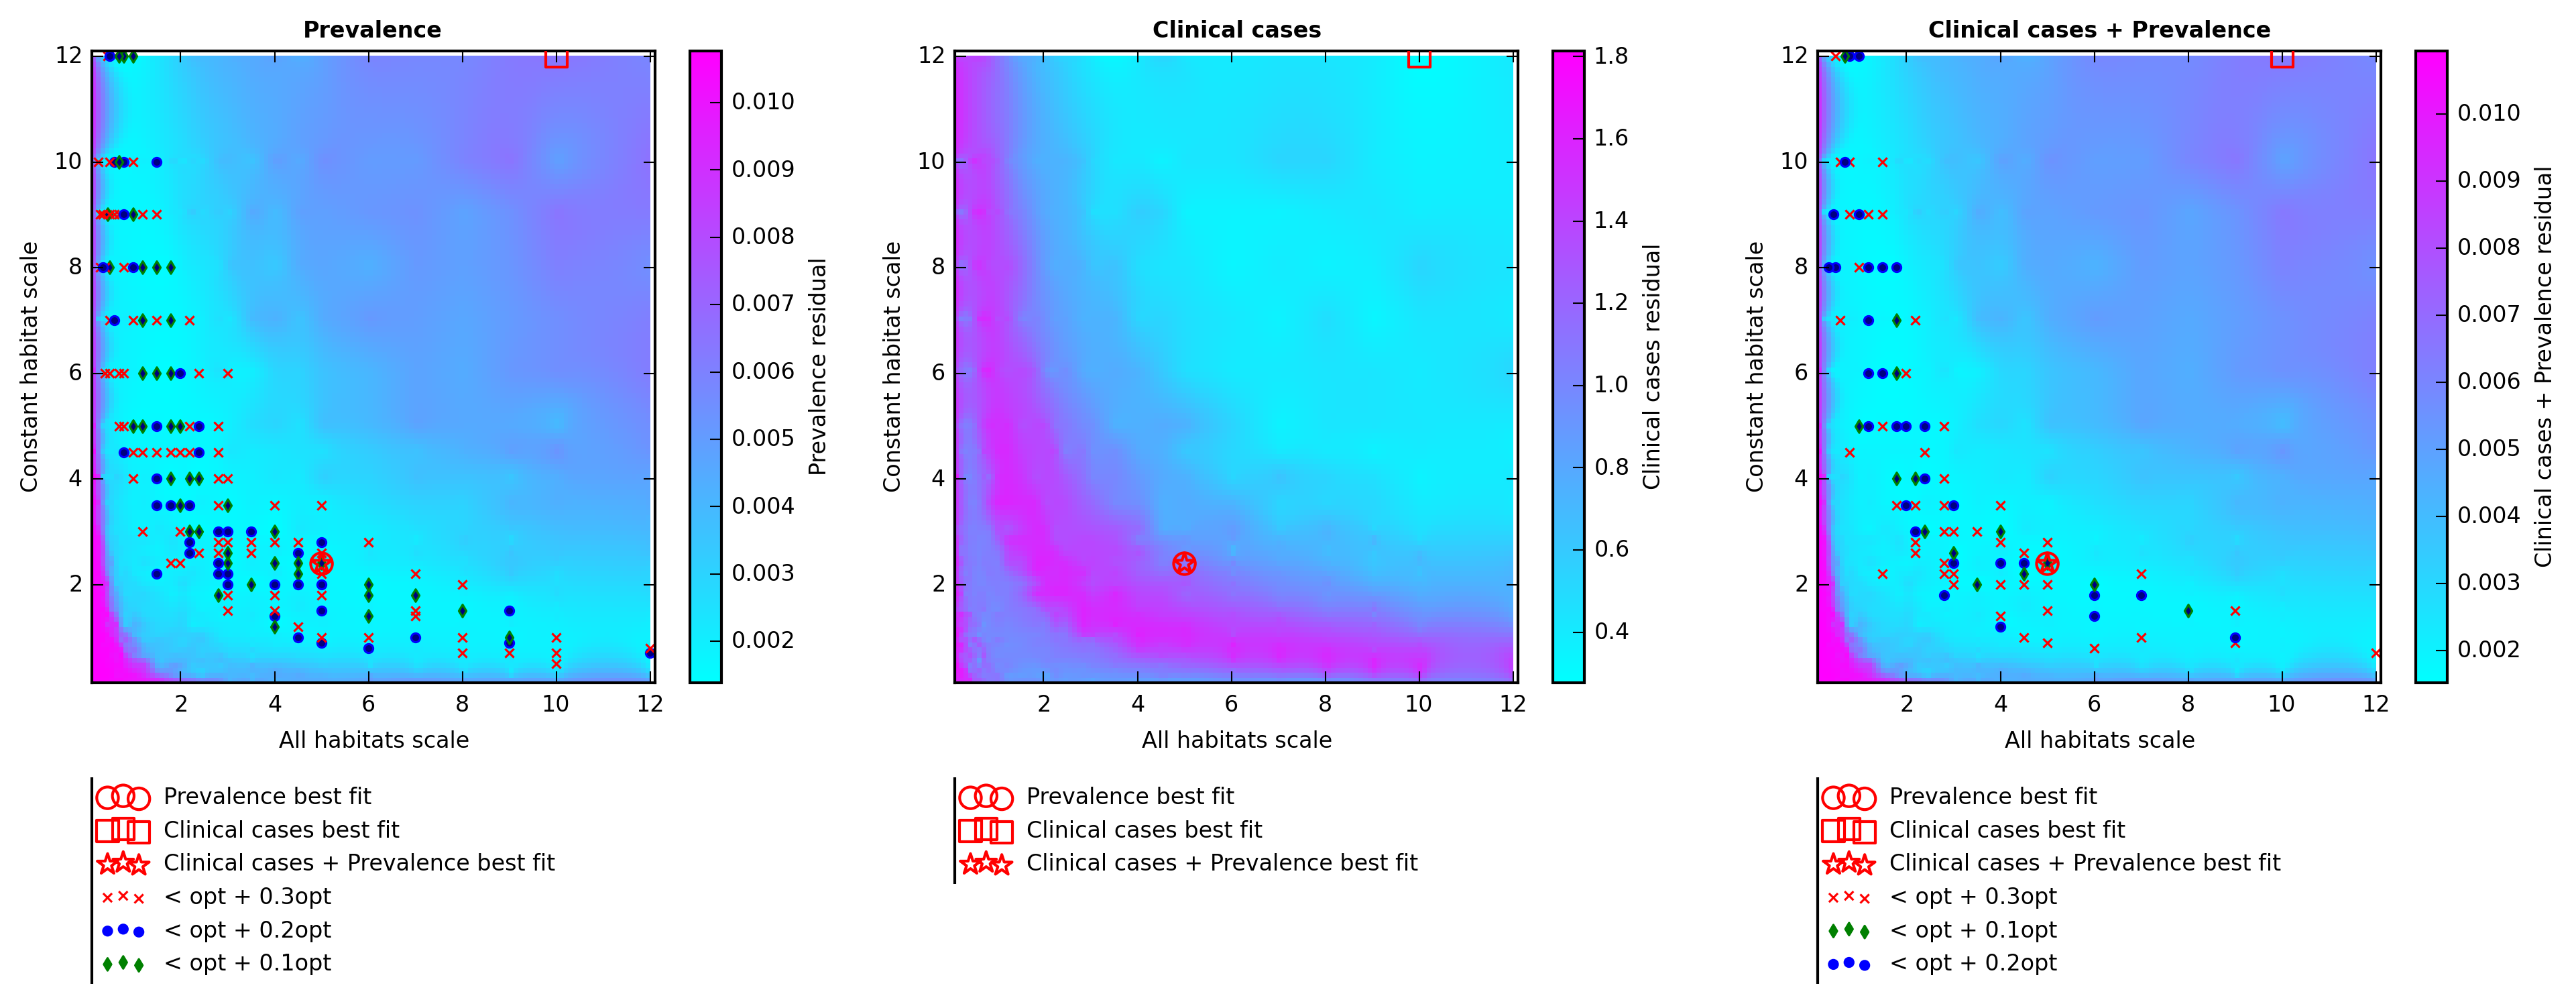 Prevalence
Clinical cases
Clinical cases + Prevalence
12
10
8
6
4
2
Constant habitat scale
2 4 6 8 10 12
All habitats scale
0.010
0.009
0.008
0.007
0.006
0.005
0.004
0.003
0.002
Prevalence residual
12
10
8
6
4
2
Constant habitat scale
2 4 6 8 10 12
All habitats scale
1.8
1.6
1.4
1.2
1.0
0.8
0.6
0.4
Clinical cases residual
12
10
8
6
4
2
Constant habitat scale
2 4 6 8 10 12
All habitats scale
0.010
0.009
0.008
0.007
0.006
0.005
0.004
0.003
0.002
Clinical cases + Prevalence residual
Prevalence best fit
Clinical cases best fit
Clinical cases + Prevalence best fit
< opt + 0.3opt
< opt + 0.2opt
< opt + 0.1opt
Prevalence best fit
Clinical cases best fit
Clinical cases + Prevalence best fit
Prevalence best fit
Clinical cases best fit
Clinical cases + Prevalence best fit
< opt + 0.3opt
< opt + 0.1opt
< opt + 0.2opt